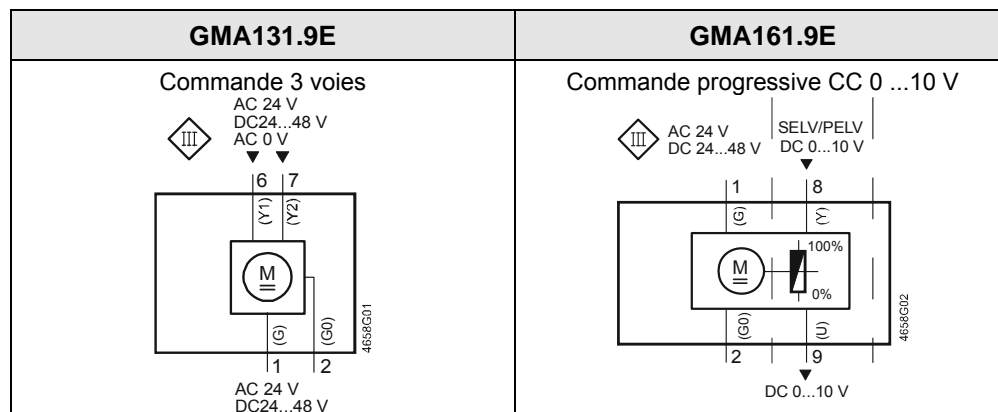 GMA131.9E
GMA161.9E
Commande 3 voies
AC 24 V
DC24...48 V
AC 0 V
III
6 7
(Y1) (Y2)
M
(G) (G0)
1 2
AC 24 V
DC24...48 V
4658G01
Commande progressive CC 0 ...10 V
III
AC 24 V
DC 24...48 V
SELV/PELV
DC 0...10 V
1 8
(G) (Y)
100%
M
0%
(G0) (U)
2 9
DC 0...10 V
4658G02